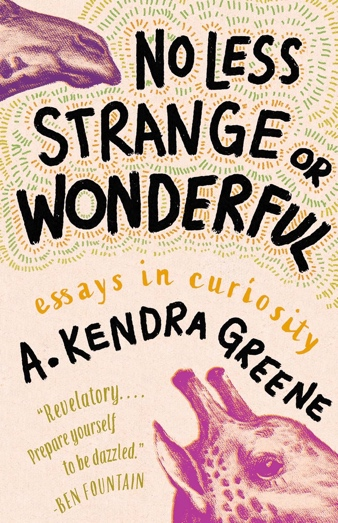 NO LESS
STRANGE OR
WONDERFUL
essays in curiosity
A. KENDRA GREENE
"Revelatory....
Prepare yourself
to be dazzled."
-BEN FOUNTAIN